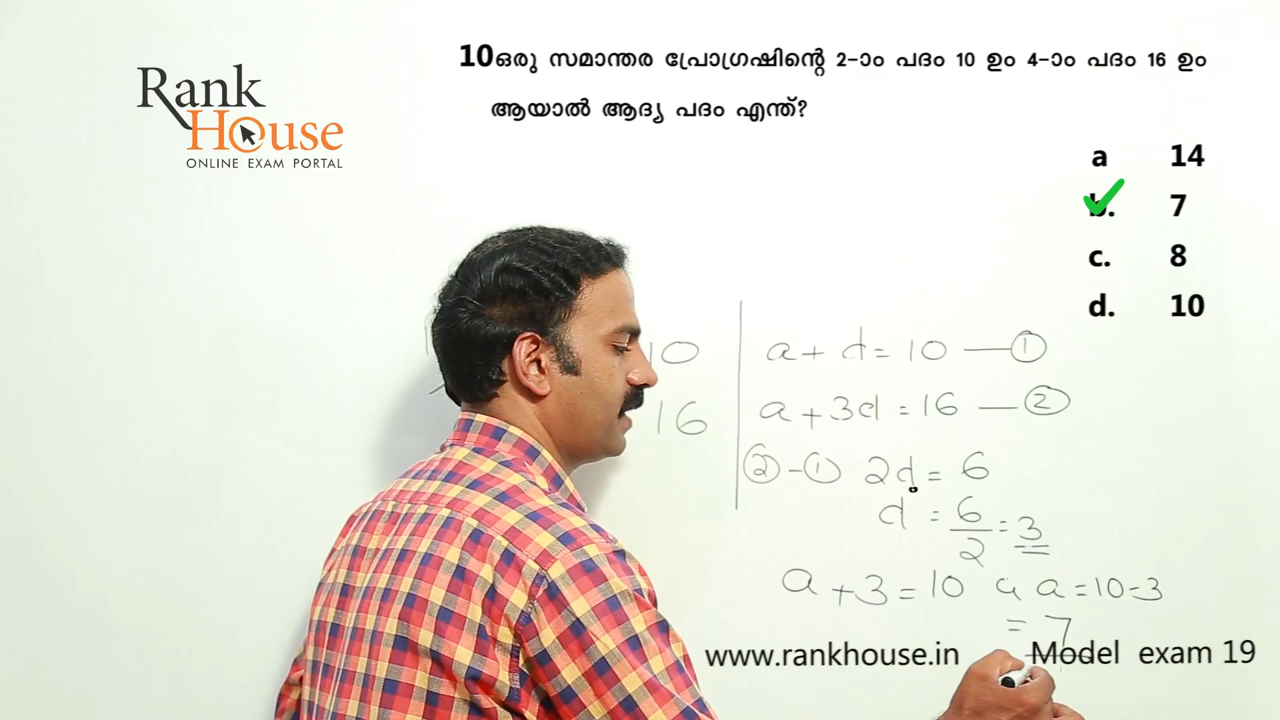 Rank
House
ONLINE EXAM PORTAL
10ഒരു സമാന്തര പ്രോഗ്രഷിന്റെ 2-ാം പദം 10 ഉം 4-ാം പദം 16 ഉം
ആയാൽ ആദ്യ പദം എന്ത്?
a 14
b. 7
c. 8
d. 10
10
16
a + d = 10 — ①
a + 3d = 16 — ②
② - ① 2d = 6
d = 6/2 = 3
a + 3 = 10 a = 10-3
= 7
www.rankhouse.in Model exam 19